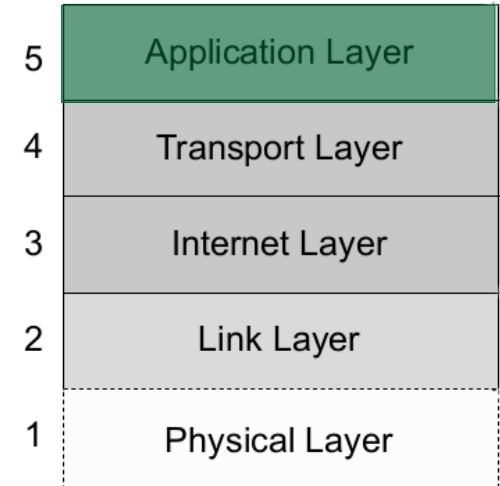 5 Application Layer
4 Transport Layer
3 Internet Layer
2 Link Layer
1 Physical Layer